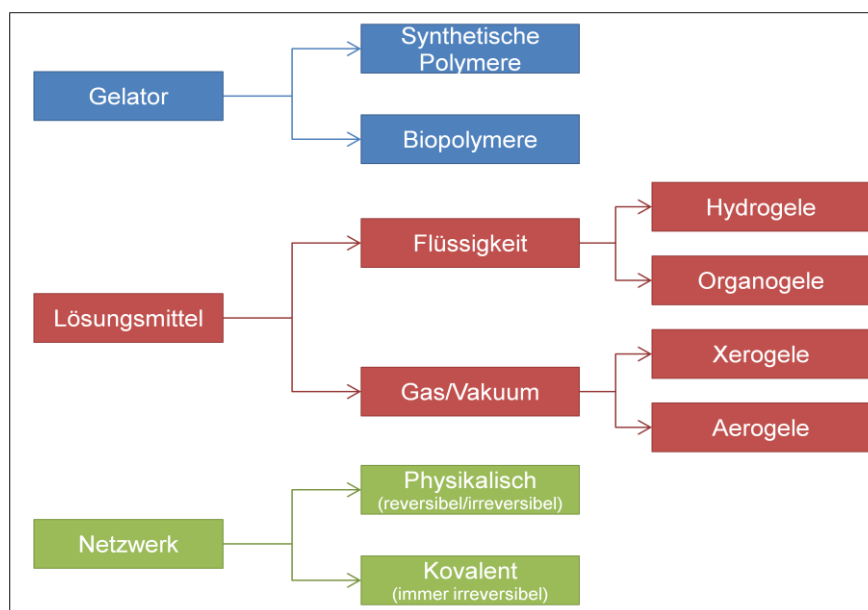 Synthetische
Polymere
Gelator
Biopolymere
Hydrogele
Flüssigkeit
Organogele
Lösungsmittel
Xerogele
Gas/Vakuum
Aerogele
Physikalisch
(reversibel/irreversibel)
Netzwerk
Kovalent
(immer irreversibel)